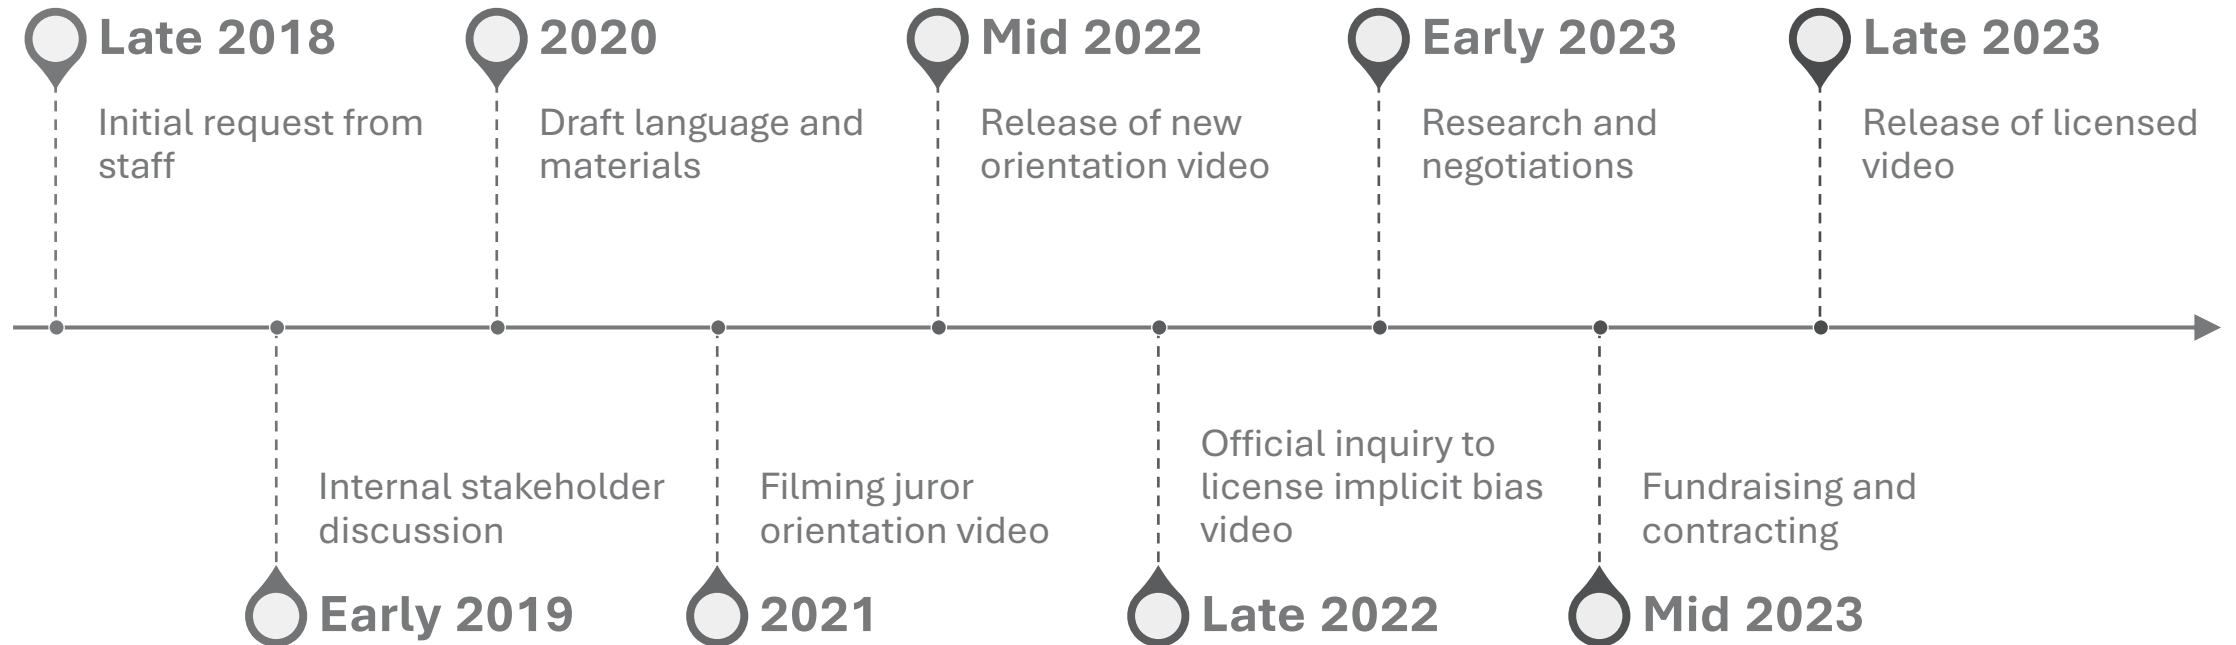 Late 2018
Initial request from
staff
Early 2019
Internal stakeholder
discussion
2020
Draft language and
materials
2021
Filming juror
orientation video
Mid 2022
Release of new
orientation video
Late 2022
Official inquiry to
license implicit bias
video
Early 2023
Research and
negotiations
Mid 2023
Fundraising and
contracting
Late 2023
Release of licensed
video